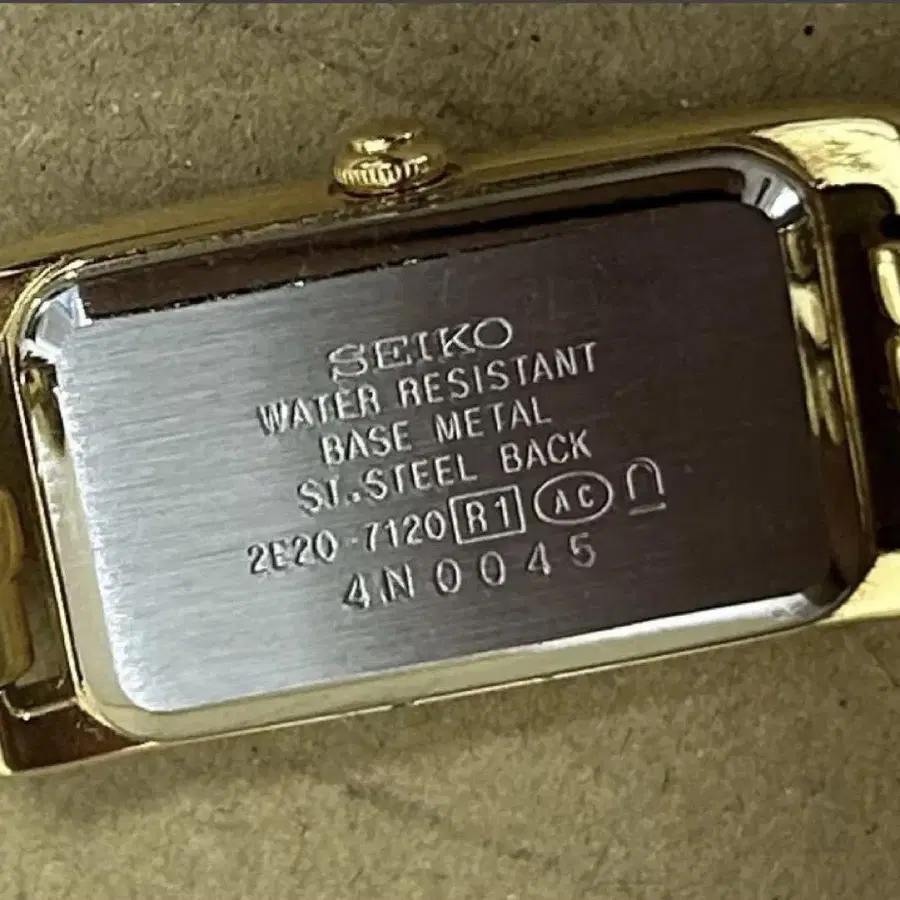 SEIKO
WATER RESISTANT
BASE METAL
ST.STEEL BACK
2E20-7120 R1 AC
4N0045